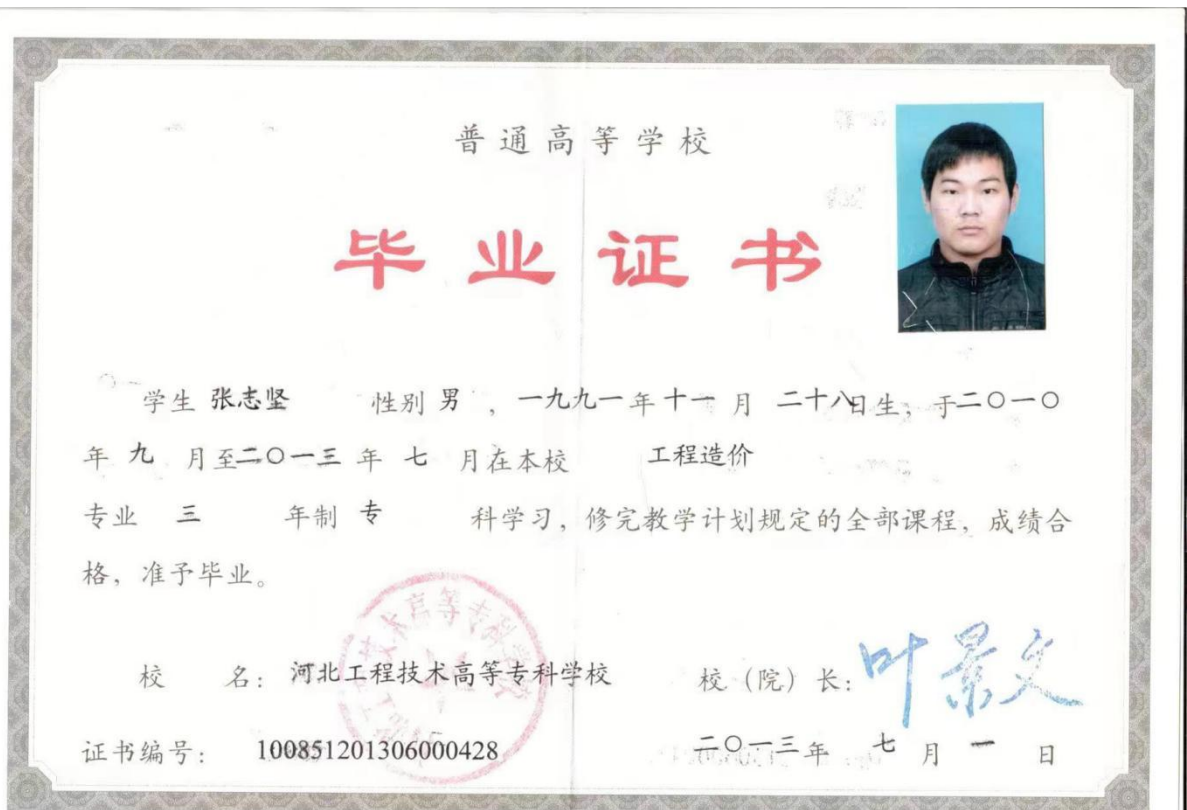 普通高等学校
毕业证书
学生 张志坚 性别 男 , 一九九一 年 十一 月 二十八日生, 于二〇一〇
年 九 月至二〇一三 年 七 月在本校 工程造价
专业 三 年制 专 科学习, 修完教学计划规定的全部课程, 成绩合
格, 准予毕业。
校 名: 河北工程技术高等专科学校 校（院）长: 叶景文
证书编号: 100851201306000428 二〇一三年 七 月 一 日